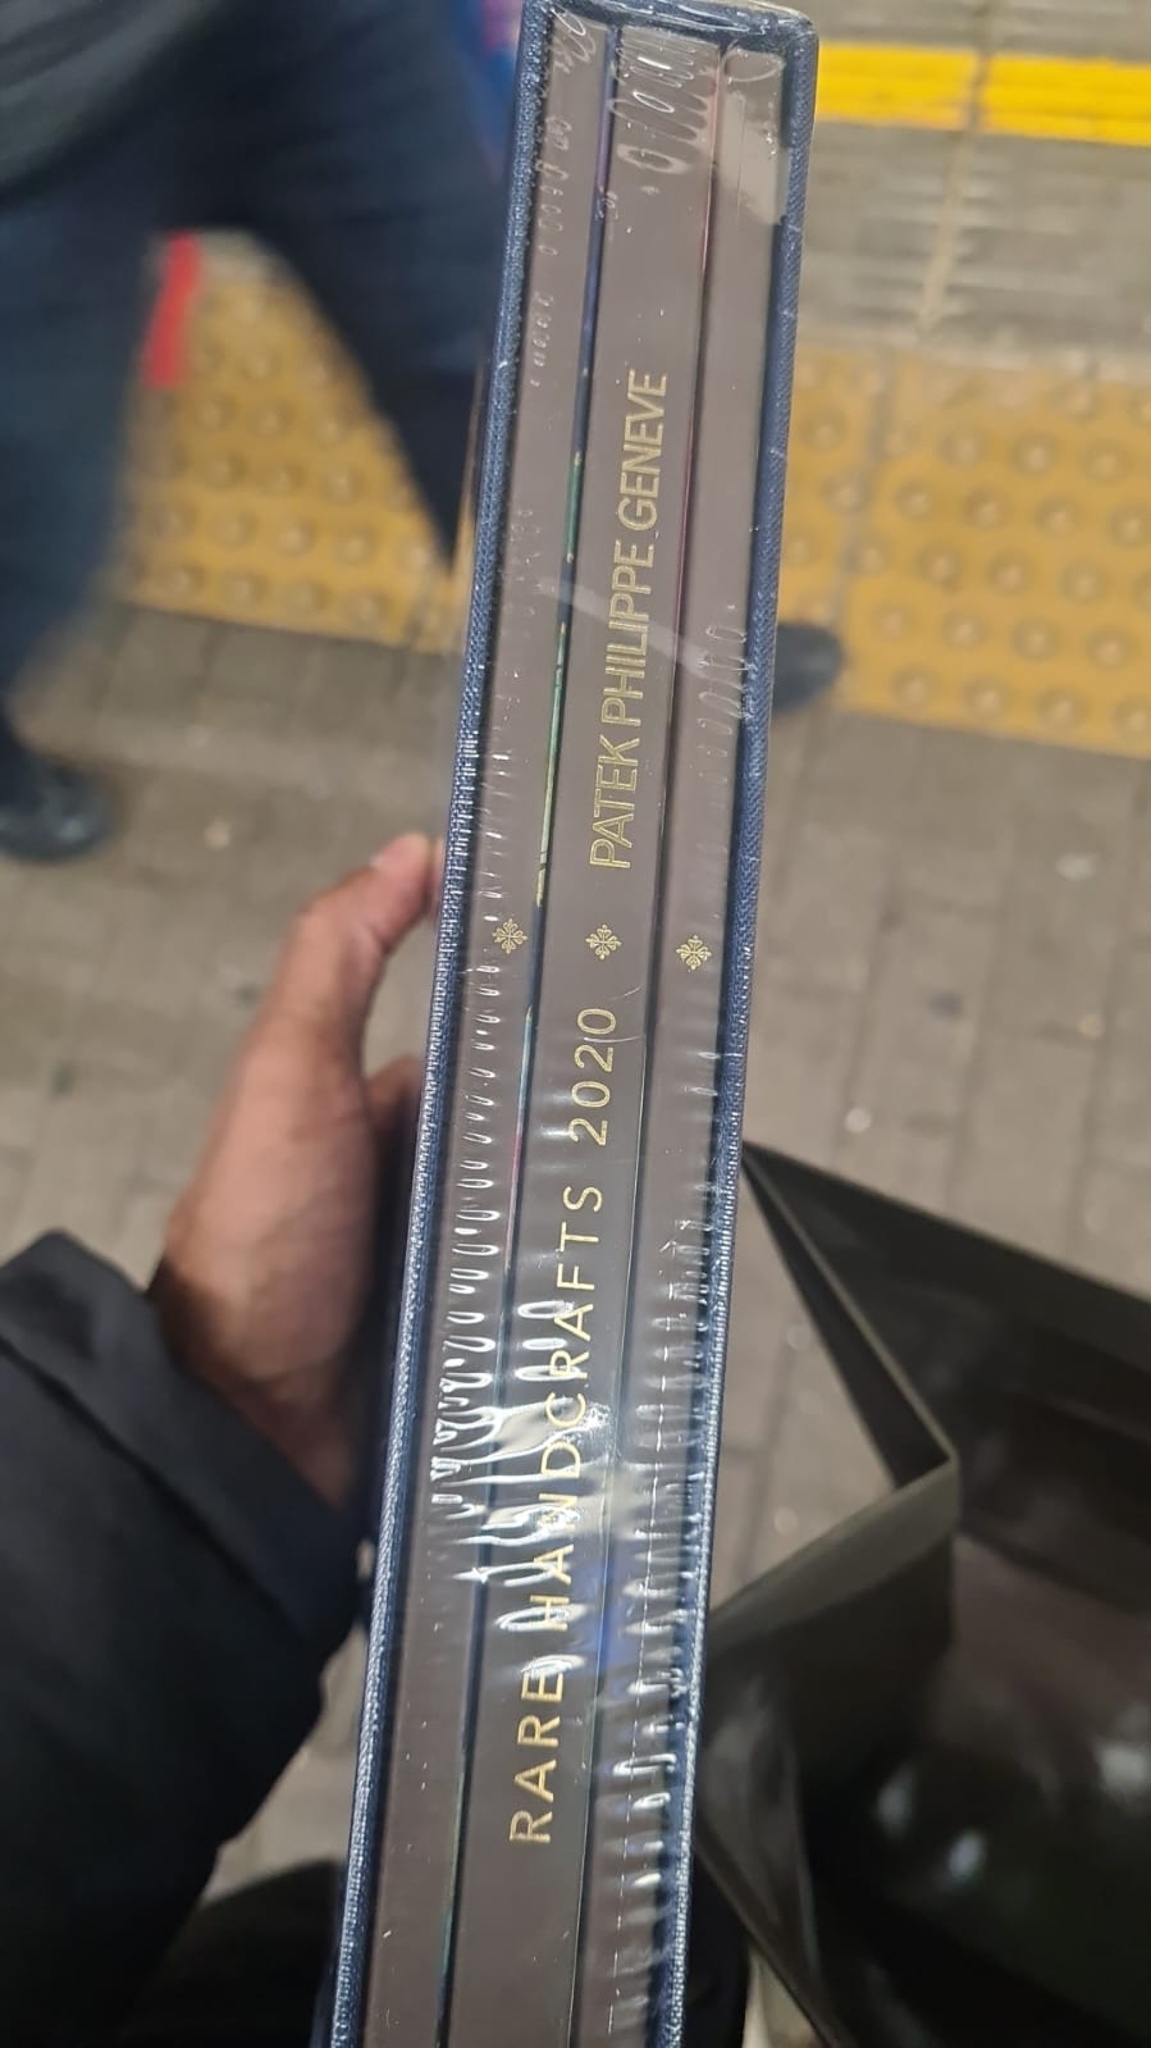 RARE HANDCRAFTS 2020 PATEK PHILIPPE GENEVE